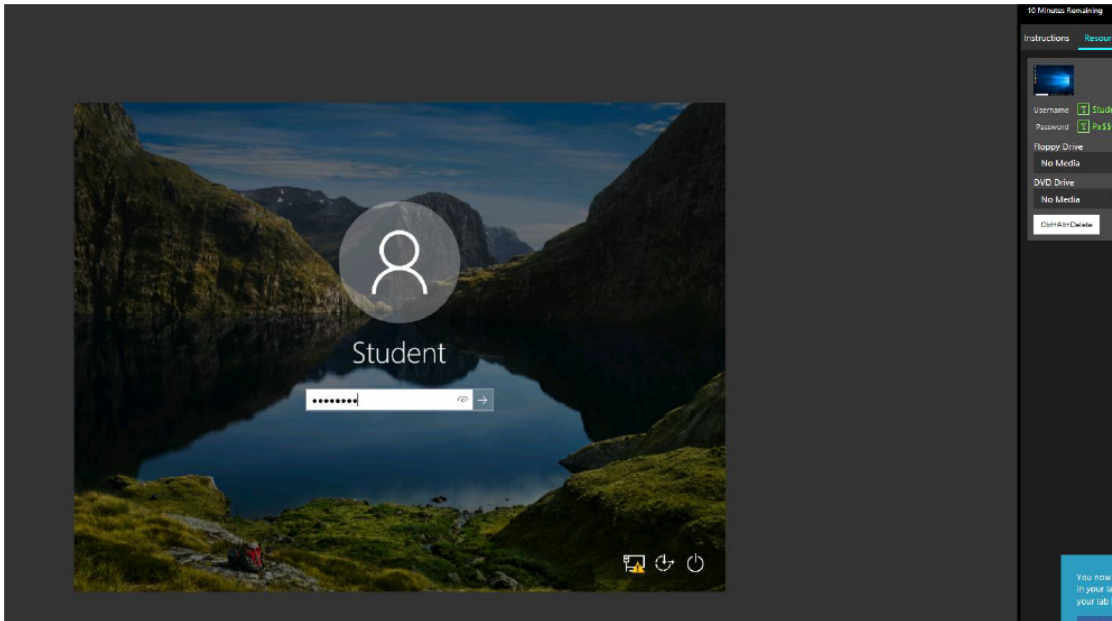 10 Minutes Remaining
Instructions
Username
Password
Floppy Drive
No Media
DVD Drive
No Media
Ctrl+Alt+Delete
Student
You now
in your
your lab